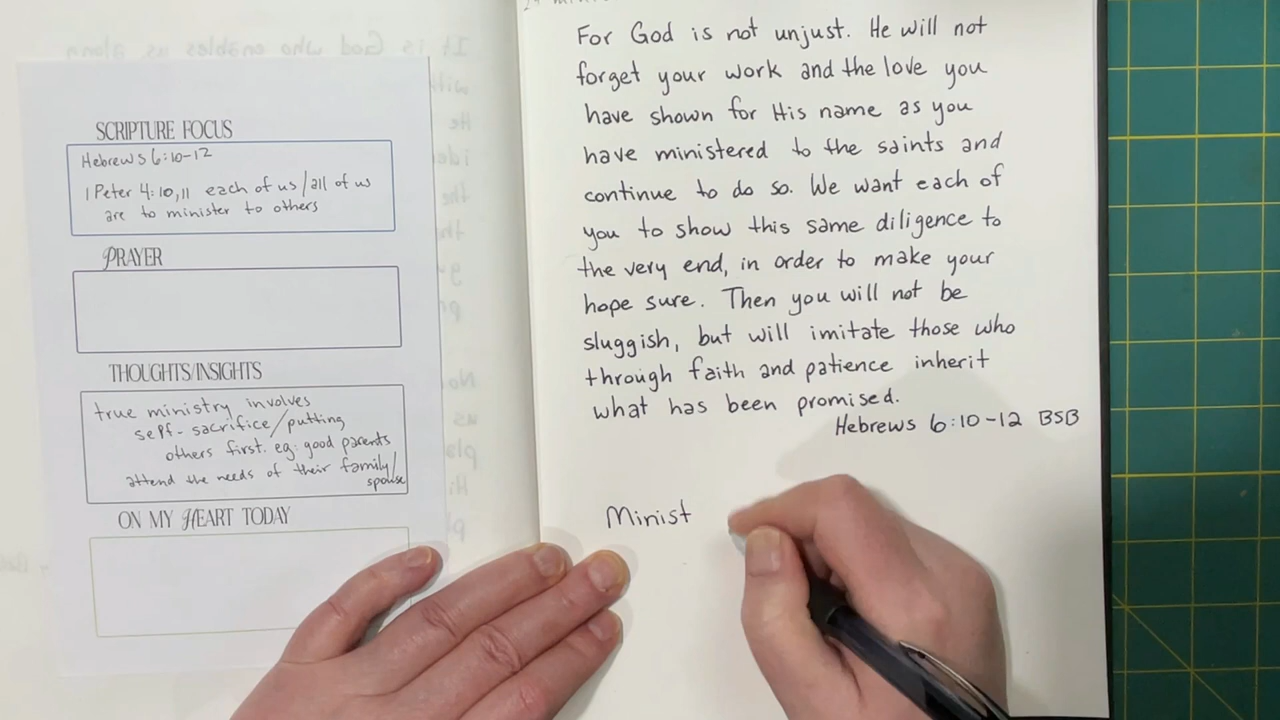 SCRIPTURE FOCUS
Hebrews 6:10-12
1 Peter 4:10,11 each of us/all of us
are to minister to others
PRAYER
THOUGHTS/INSIGHTS
true ministry involves
self-sacrifice/putting
others first. eg: good parents
attend the needs of their family/
spouse
ON MY HEART TODAY
For God is not unjust. He will not
forget your work and the love you
have shown for His name as you
have ministered to the saints and
continue to do so. We want each of
you to show this same diligence to
the very end, in order to make your
hope sure. Then you will not be
sluggish, but will imitate those who
through faith and patience inherit
what has been promised.
Hebrews 6:10-12 BSB
Minist